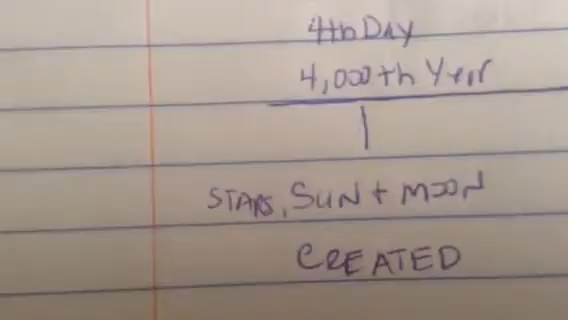 4th DAY
4,000th Year
STARS, SUN + MOON
CREATED